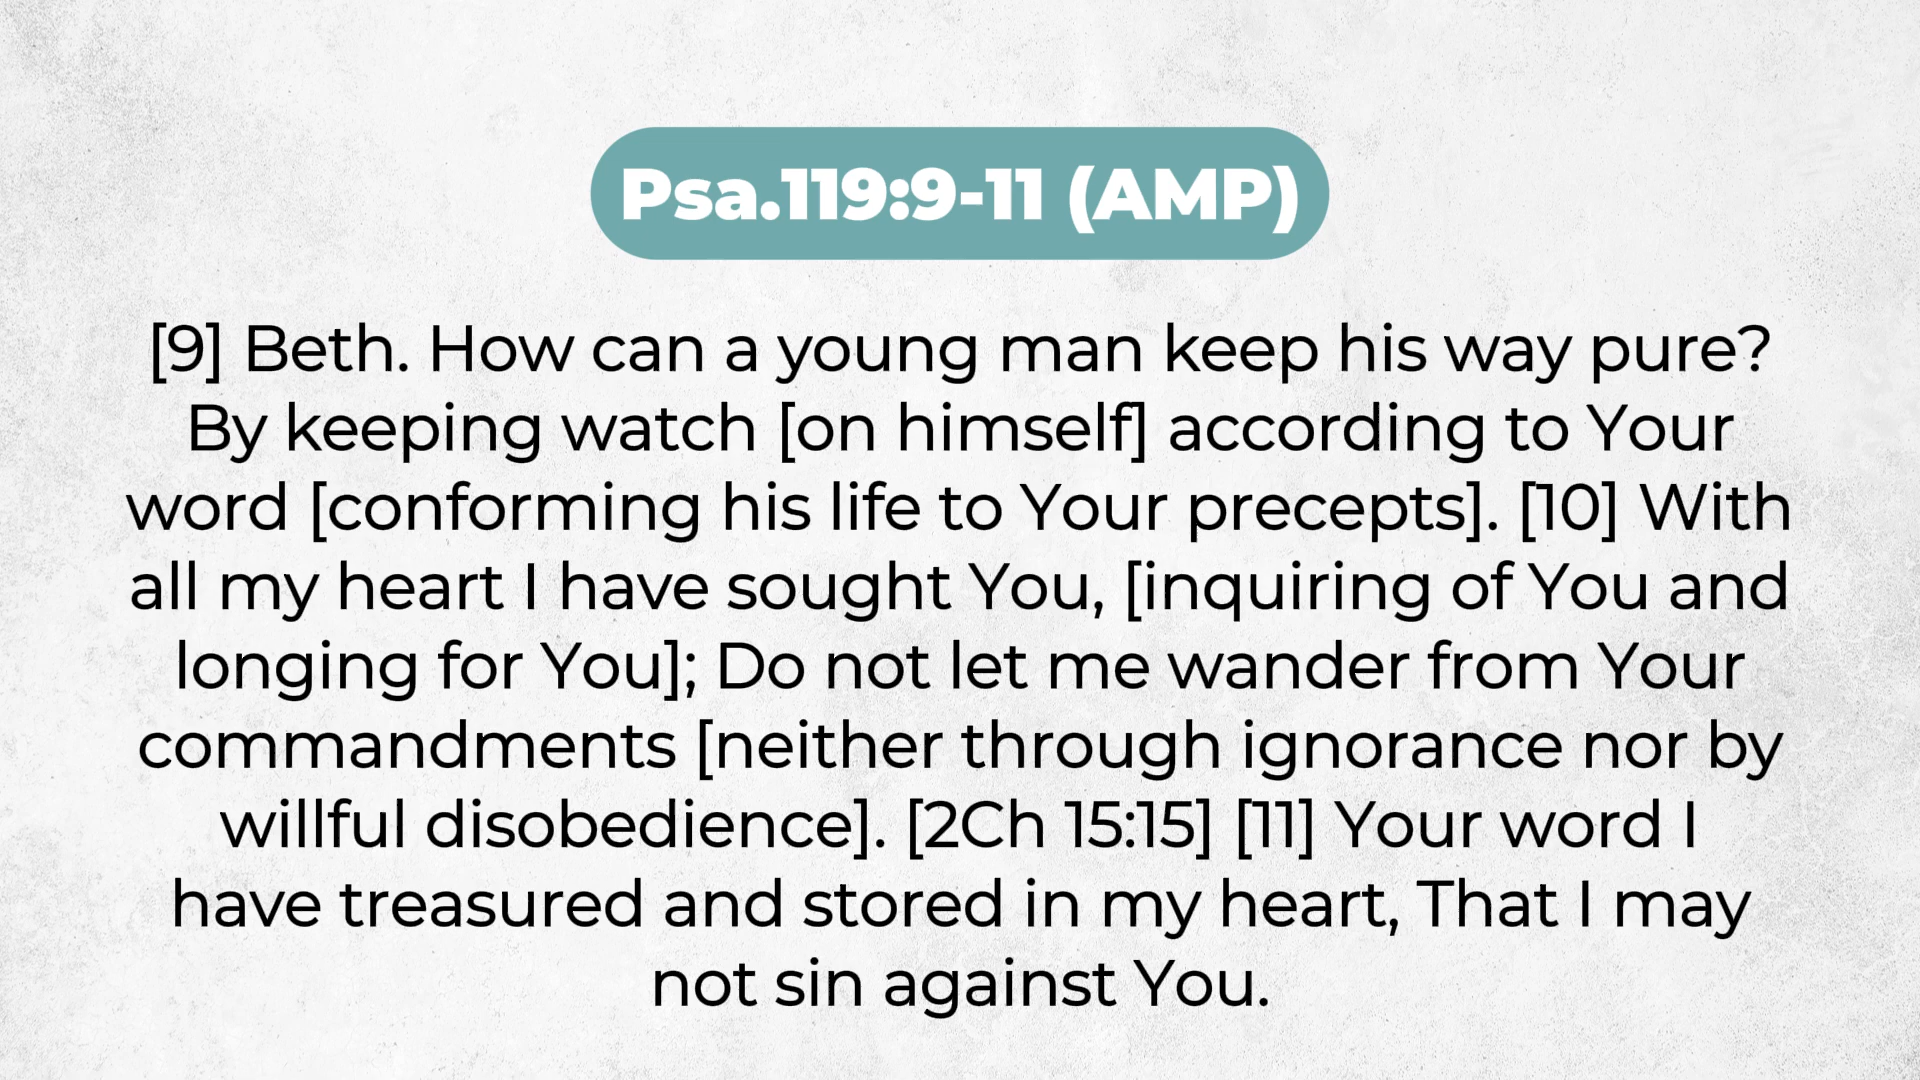 Psa.119:9-11 (AMP)
[9] Beth. How can a young man keep his way pure?
By keeping watch [on himself] according to Your
word [conforming his life to Your precepts]. [10] With
all my heart I have sought You, [inquiring of You and
longing for You]; Do not let me wander from Your
commandments [neither through ignorance nor by
willful disobedience]. [2Ch 15:15] [11] Your word I
have treasured and stored in my heart, That I may
not sin against You.